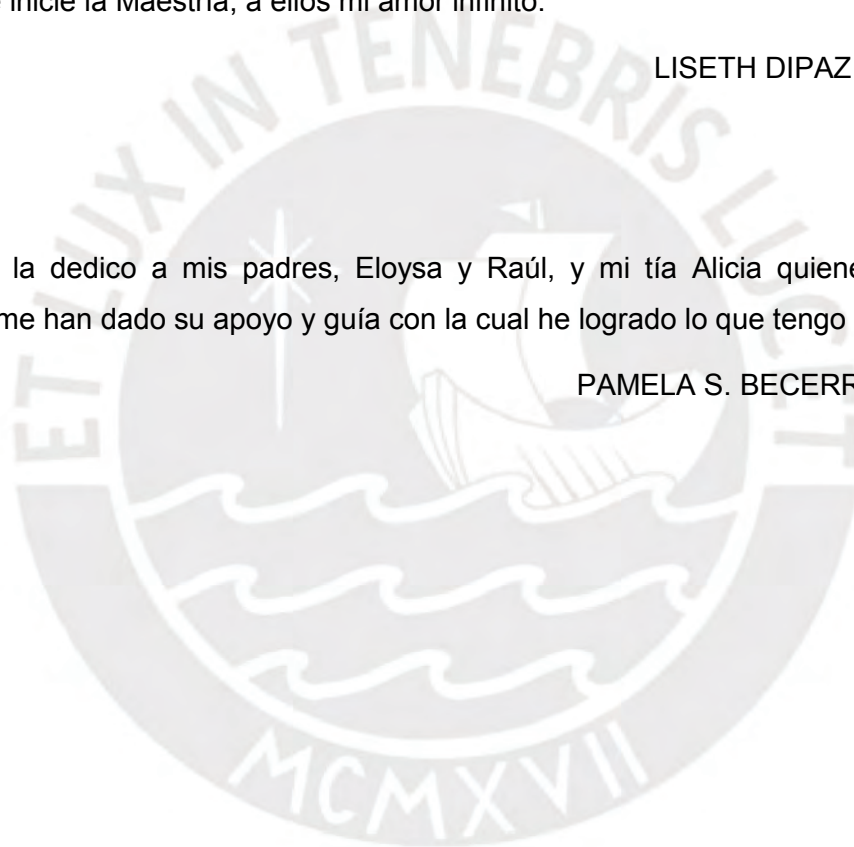 inicie la Maestría, a ellos mi amor infinito.
LISETH DIPAZ
la dedico a mis padres, Eloysa y Raúl, y mi tía Alicia
me han dado su apoyo y guía con la cual he logrado lo que tengo
PAMELA S.
ET LUX IN TENEBRIS LUCET
MCMXVII